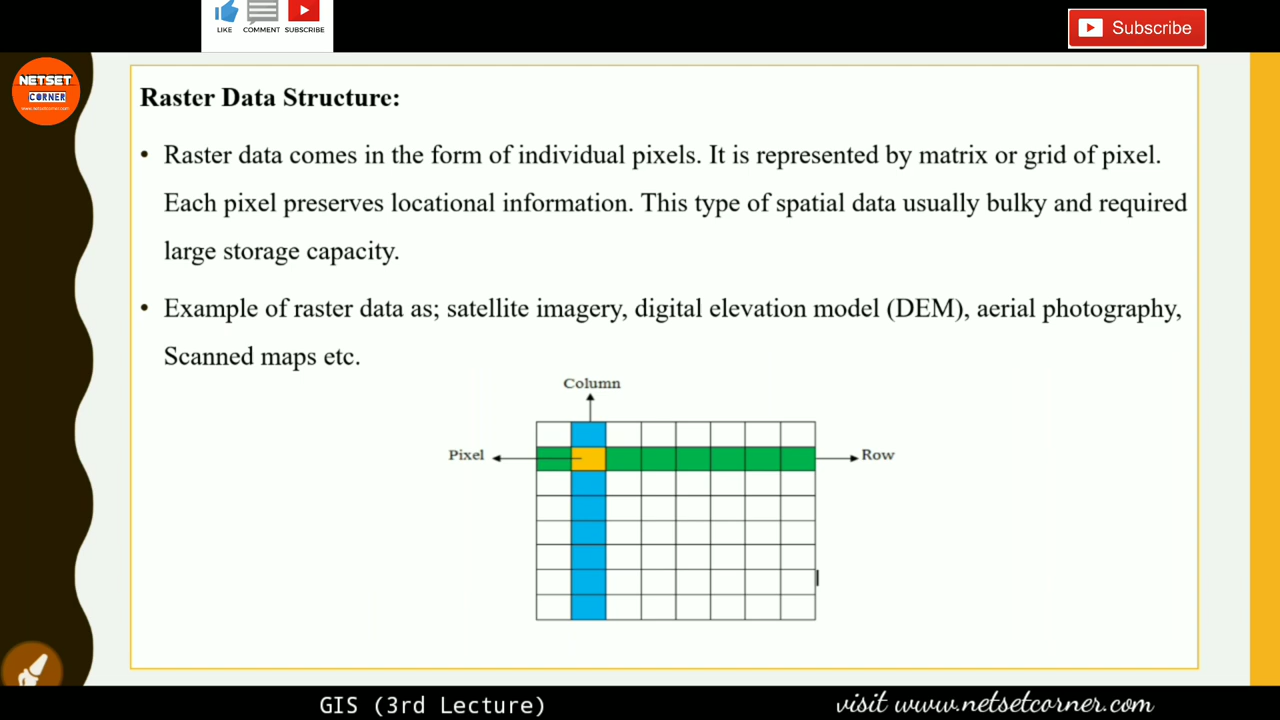 LIKE COMMENT SUBSCRIBE
Subscribe
NETSET
CORNER
www.netsetcorner.com
Raster Data Structure:
• Raster data comes in the form of individual pixels. It is represented by matrix or grid of pixel.
Each pixel preserves locational information. This type of spatial data usually bulky and required
large storage capacity.
• Example of raster data as; satellite imagery, digital elevation model (DEM), aerial photography,
Scanned maps etc.
Column
Pixel
Row
GIS (3rd Lecture)
visit www.netsetcorner.com